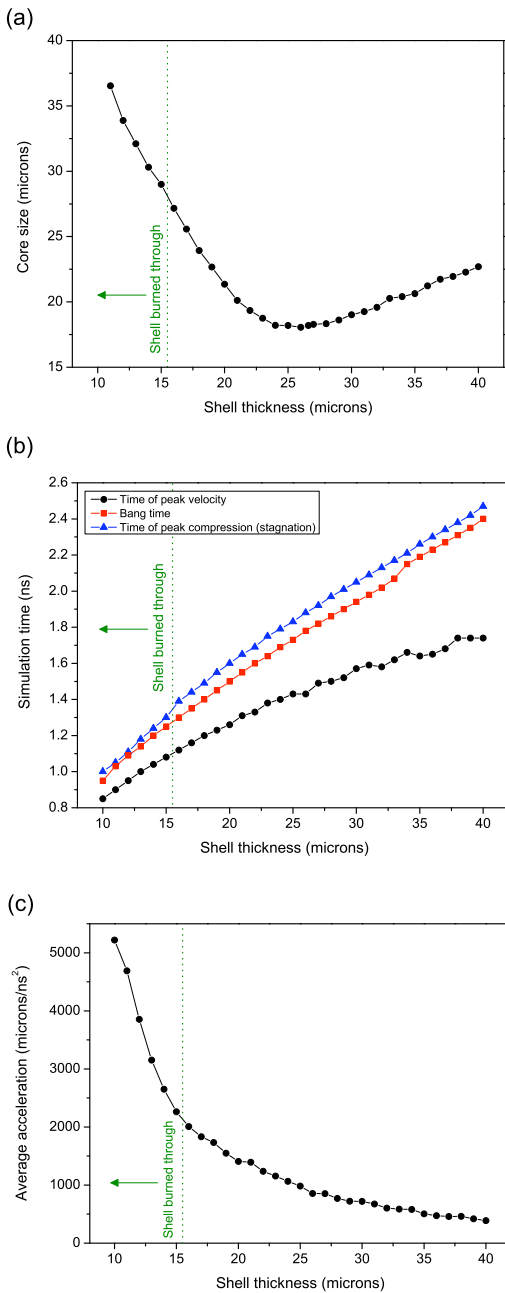 (a)
40
35
30
25
20
15
Core size (microns)
Shell burned through
10 15 20 25 30 35 40
Shell thickness (microns)
(b)
2.6
2.4
2.2
2.0
1.8
1.6
1.4
1.2
1.0
0.8
Simulation time (ns)
Time of peak velocity
Bang time
Time of peak compression (stagnation)
Shell burned through
10 15 20 25 30 35 40
Shell thickness (microns)
(c)
5000
4000
3000
2000
1000
0
Average acceleration (microns/ns²)
Shell burned through
10 15 20 25 30 35 40
Shell thickness (microns)